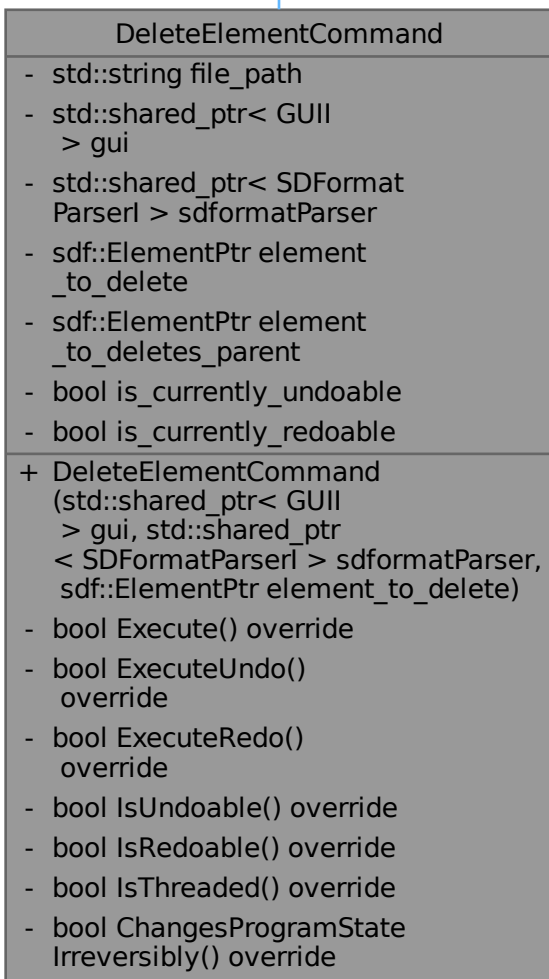 DeleteElementCommand
- std::string file_path
- std::shared_ptr< GUII
> gui
- std::shared_ptr< SDFormat
ParserI > sdformatParser
- sdf::ElementPtr element
_to_delete
- sdf::ElementPtr element
_to_deletes_parent
- bool is_currently_undoable
- bool is_currently_redoable
+ DeleteElementCommand
(std::shared_ptr< GUII
> gui, std::shared_ptr
< SDFormatParserI > sdformatParser,
sdf::ElementPtr element_to_delete)
- bool Execute() override
- bool ExecuteUndo()
override
- bool ExecuteRedo()
override
- bool IsUndoable() override
- bool IsRedoable() override
- bool IsThreaded() override
- bool ChangesProgramState
Irreversibly() override